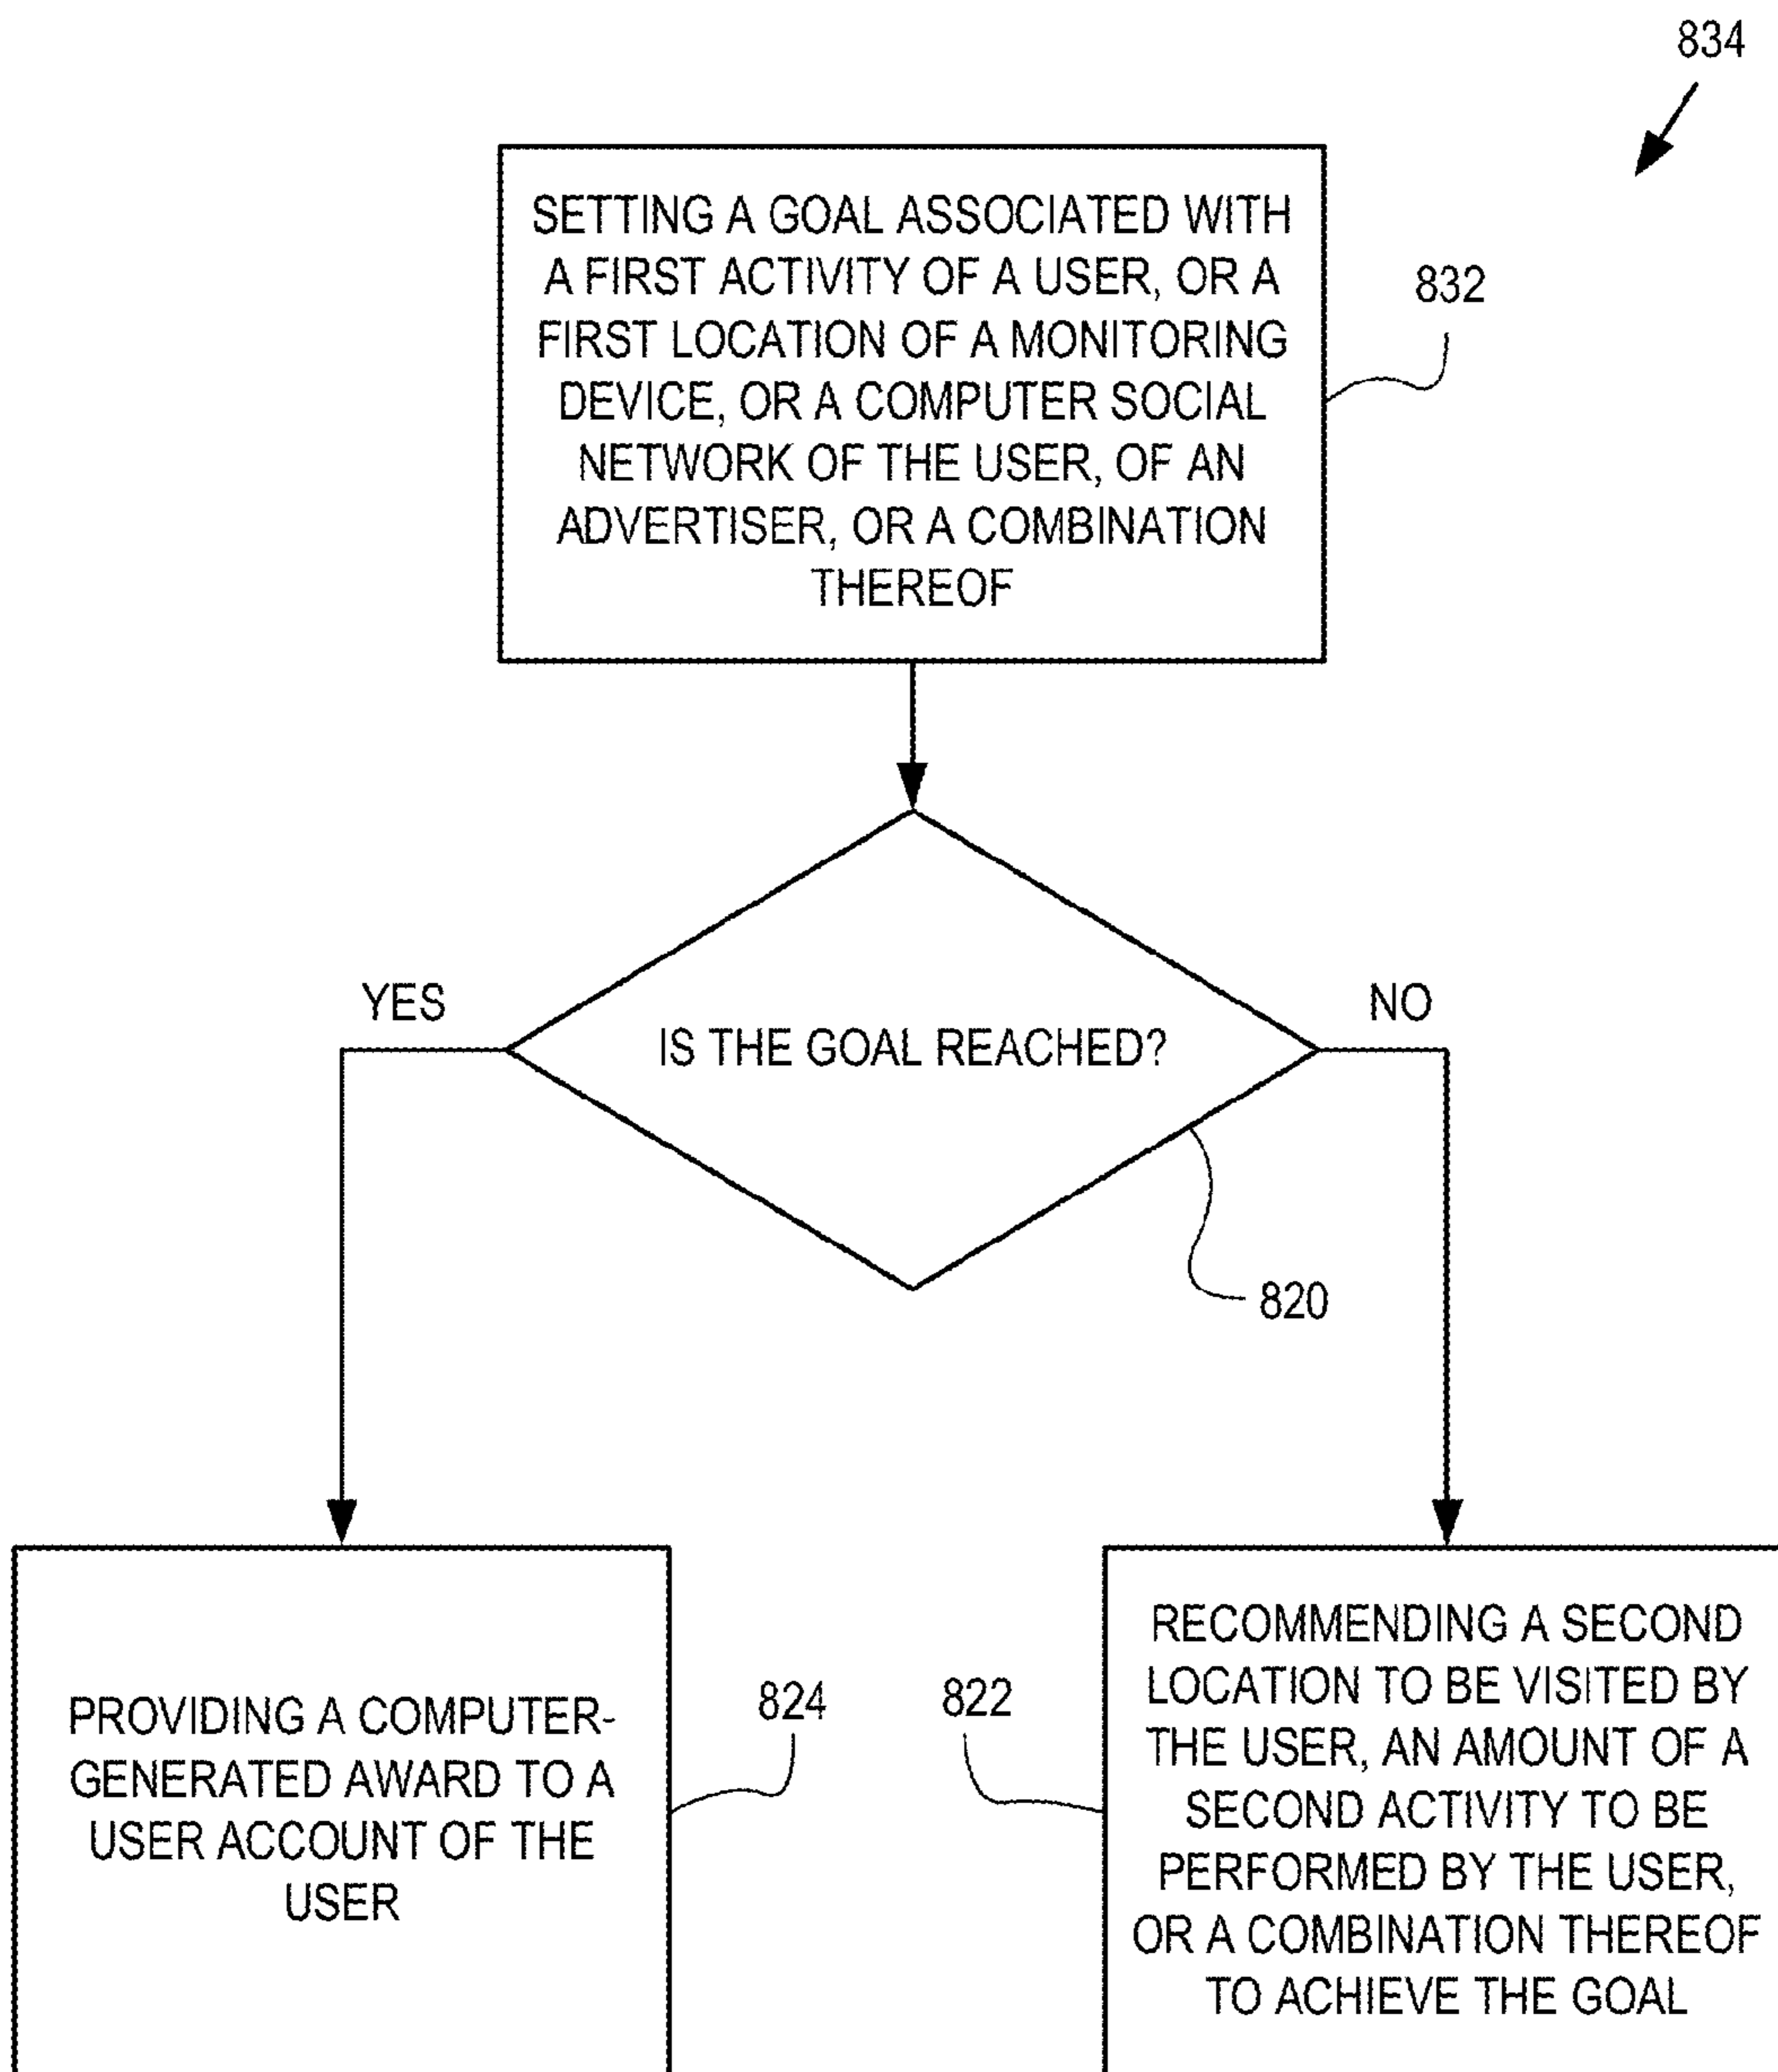 834
SETTING A GOAL ASSOCIATED WITH
A FIRST ACTIVITY OF A USER, OR A
FIRST LOCATION OF A MONITORING
DEVICE, OR A COMPUTER SOCIAL
NETWORK OF THE USER, OF AN
ADVERTISER, OR A COMBINATION
THEREOF
832
YES
NO
IS THE GOAL REACHED?
820
PROVIDING A COMPUTER-
GENERATED AWARD TO A
USER ACCOUNT OF THE
USER
824
822
RECOMMENDING A SECOND
LOCATION TO BE VISITED BY
THE USER, AN AMOUNT OF A
SECOND ACTIVITY TO BE
PERFORMED BY THE USER,
OR A COMBINATION THEREOF
TO ACHIEVE THE GOAL